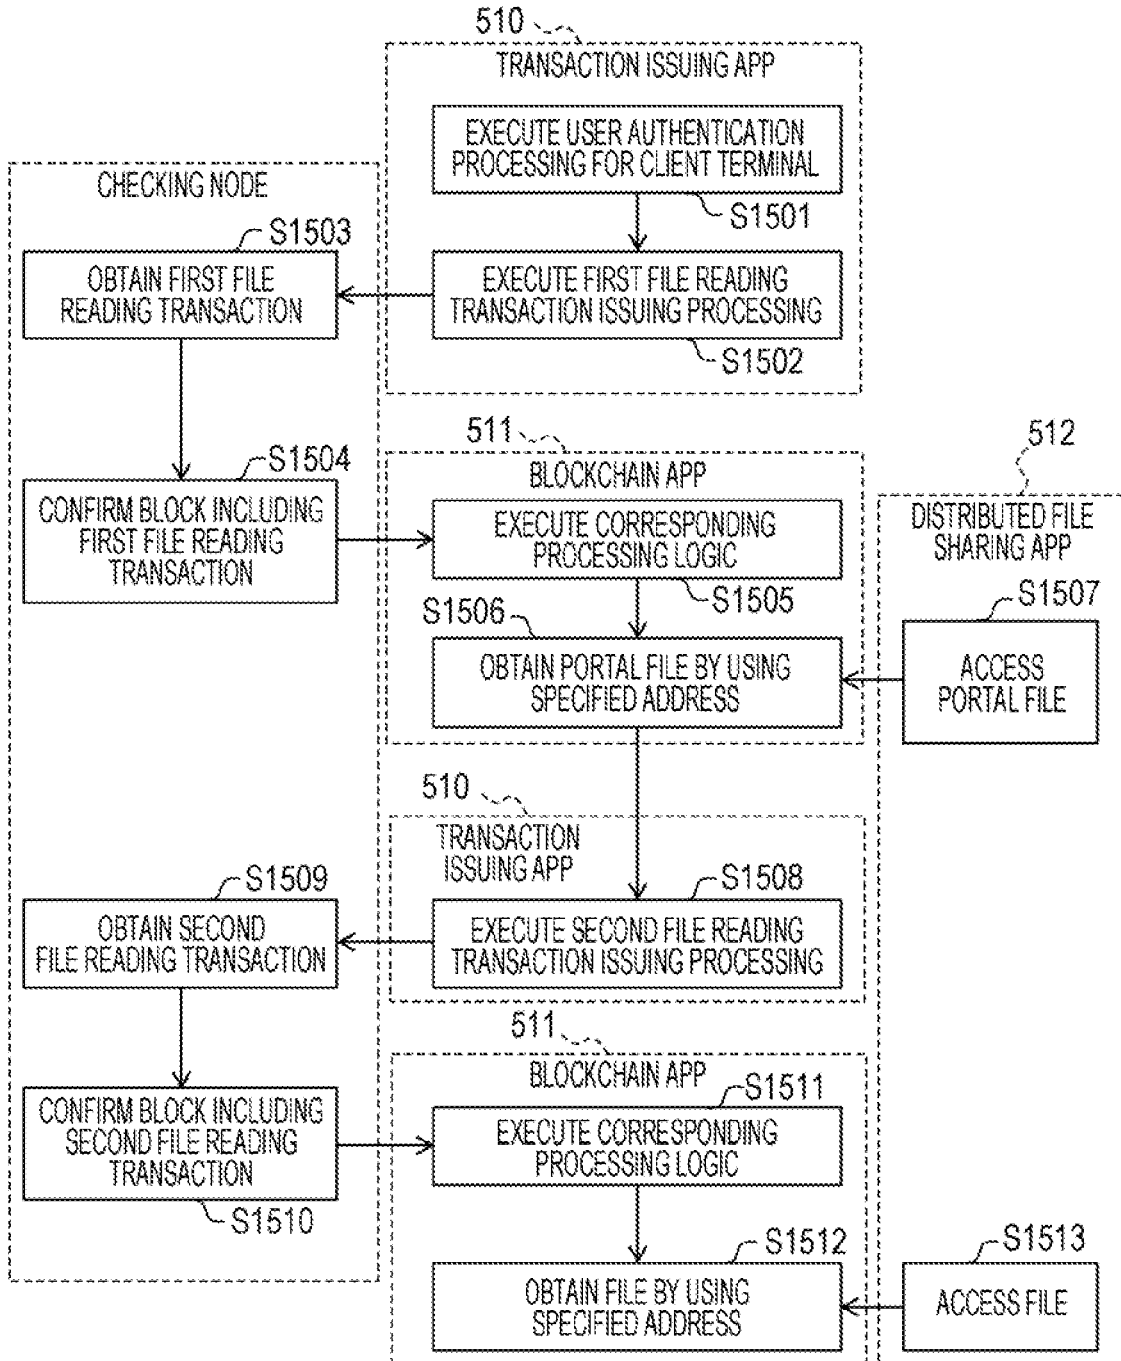 510
TRANSACTION ISSUING APP
EXECUTE USER AUTHENTICATION
PROCESSING FOR CLIENT TERMINAL
S1501
CHECKING NODE
S1503
OBTAIN FIRST FILE
READING TRANSACTION
EXECUTE FIRST FILE READING
TRANSACTION ISSUING PROCESSING
S1502
511
BLOCKCHAIN APP
S1504
CONFIRM BLOCK INCLUDING
FIRST FILE READING
TRANSACTION
EXECUTE CORRESPONDING
PROCESSING LOGIC
S1505
512
DISTRIBUTED FILE
SHARING APP
S1506
OBTAIN PORTAL FILE BY USING
SPECIFIED ADDRESS
S1507
ACCESS
PORTAL FILE
510
TRANSACTION
ISSUING APP
S1508
EXECUTE SECOND FILE READING
TRANSACTION ISSUING PROCESSING
S1509
OBTAIN SECOND
FILE READING TRANSACTION
511
BLOCKCHAIN APP
S1511
CONFIRM BLOCK INCLUDING
SECOND FILE READING
TRANSACTION
S1510
EXECUTE CORRESPONDING
PROCESSING LOGIC
S1512
OBTAIN FILE BY USING
SPECIFIED ADDRESS
S1513
ACCESS FILE